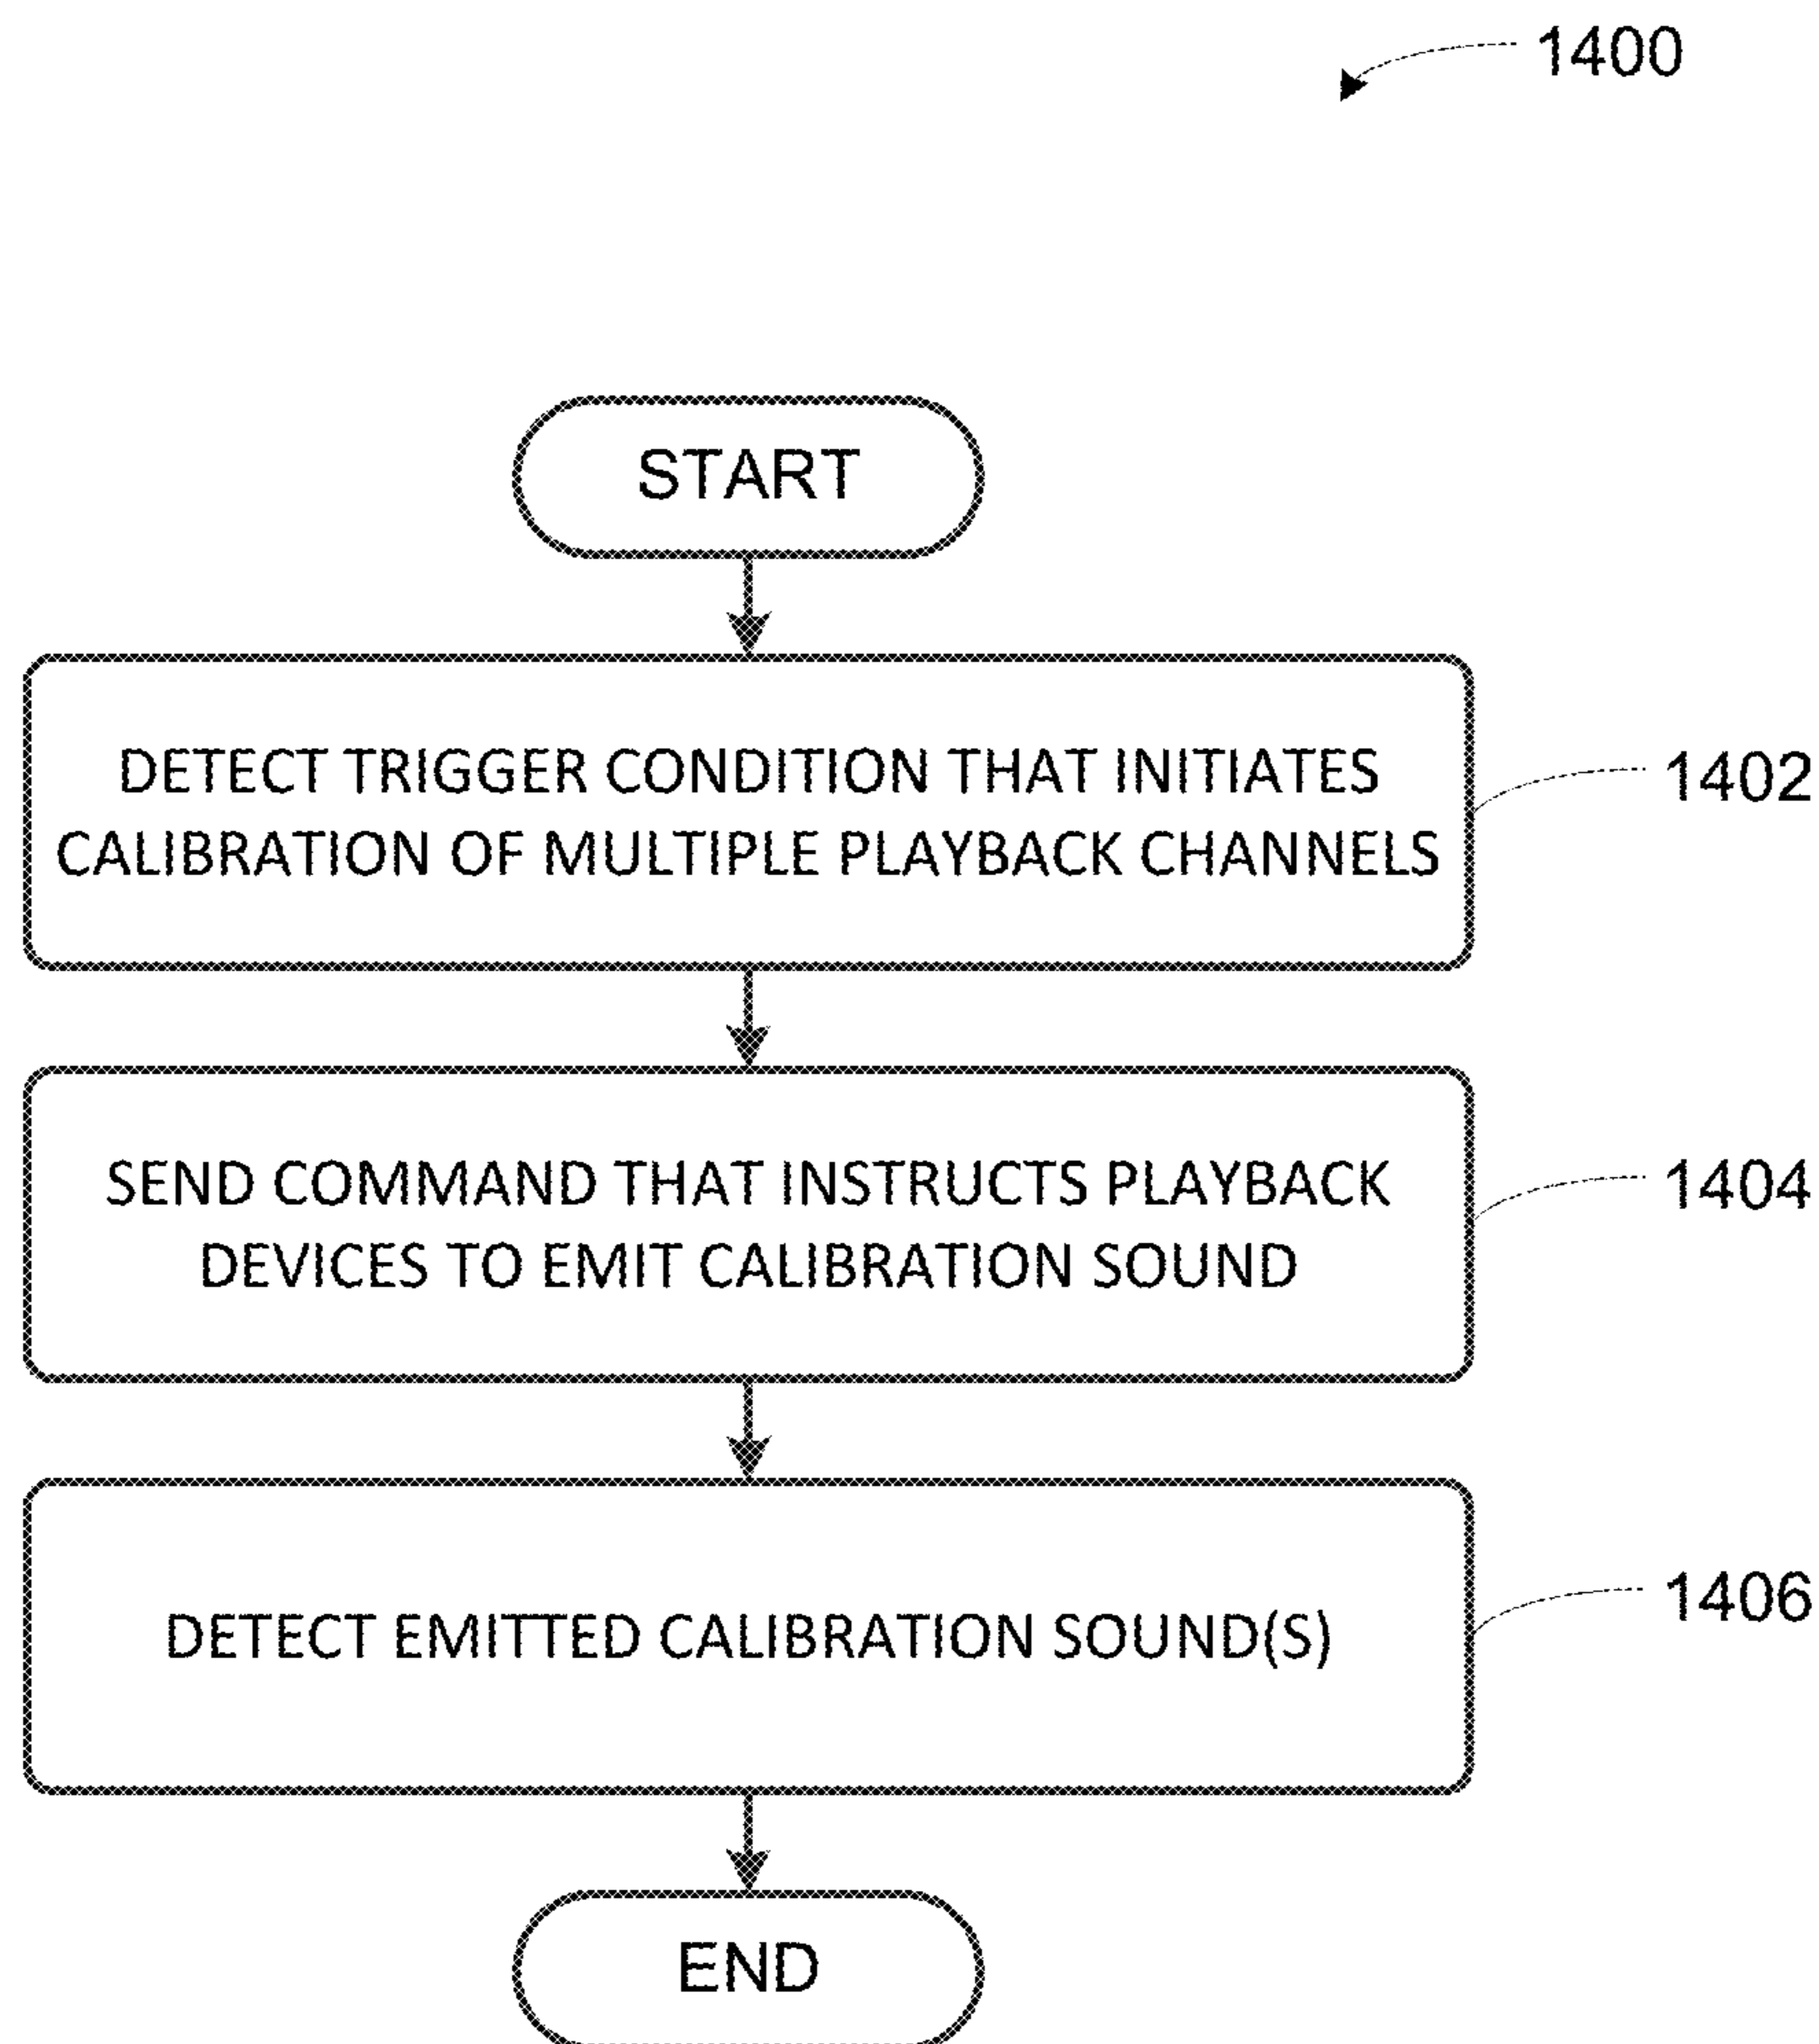 1400
START
DETECT TRIGGER CONDITION THAT INITIATES
CALIBRATION OF MULTIPLE PLAYBACK CHANNELS
1402
SEND COMMAND THAT INSTRUCTS PLAYBACK
DEVICES TO EMIT CALIBRATION SOUND
1404
DETECT EMITTED CALIBRATION SOUND(S)
1406
END